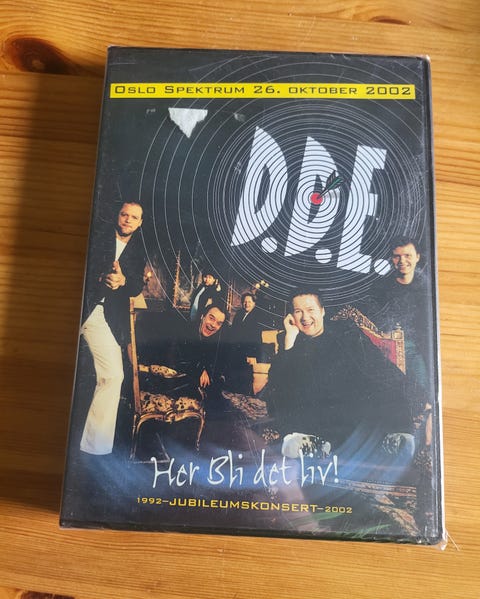 OSLO SPEKTRUM 26. OKTOBER 2002
D.D.E.
Her Bli det liv!
1992-JUBILEUMSKONSERT-2002